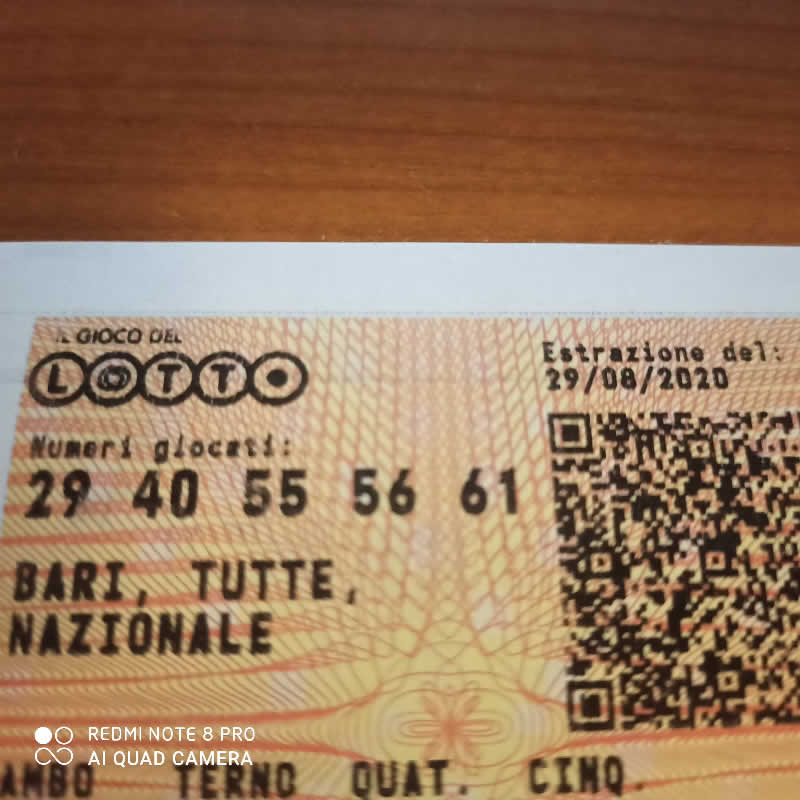 IL GIOCO DEL
LOTTO
Estrazione del:
29/08/2020
Numeri giocati:
29 40 55 56 61
BARI, TUTTE,
NAZIONALE
AMBO TERNO QUAT. CINQ.
REDMI NOTE 8 PRO
AI QUAD CAMERA